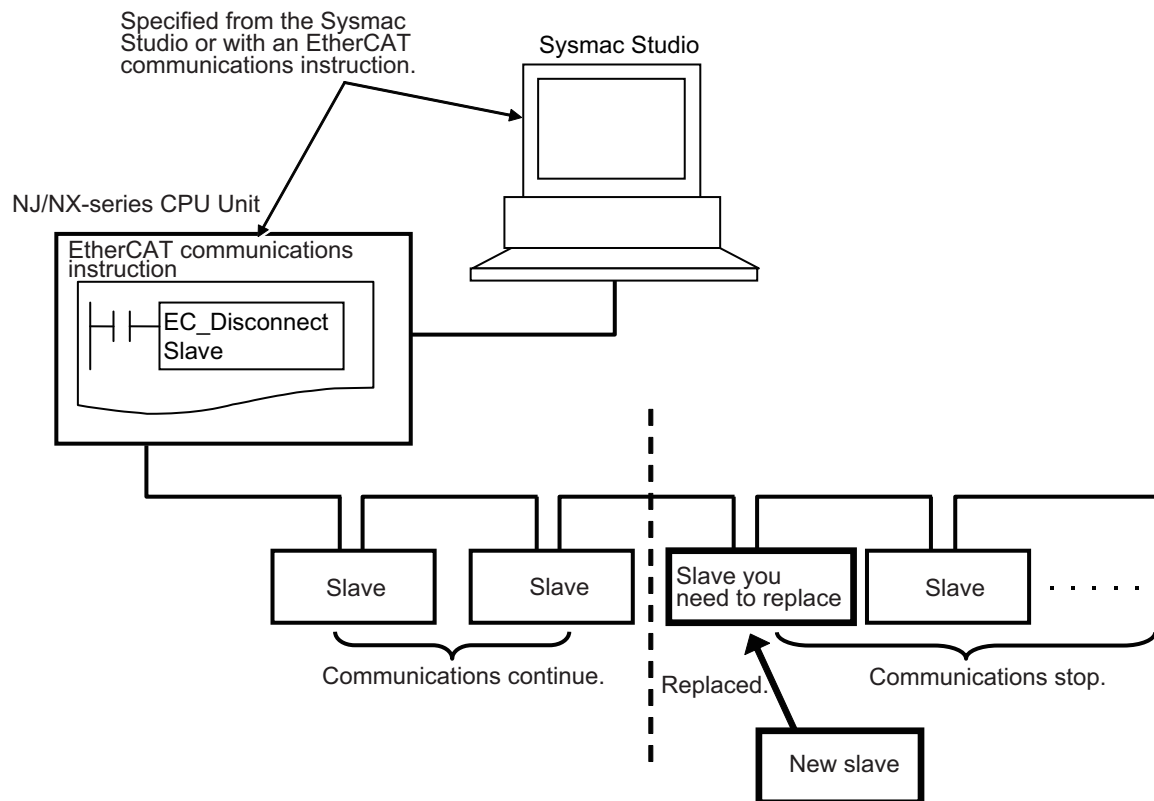 Specified from the Sysmac
Studio or with an EtherCAT
communications instruction.
Sysmac Studio
NJ/NX-series CPU Unit
EtherCAT communications
instruction
EC_Disconnect
Slave
Slave
Slave
Slave you
need to replace
Slave
. . . . .
Communications continue.
Replaced.
Communications stop.
New slave